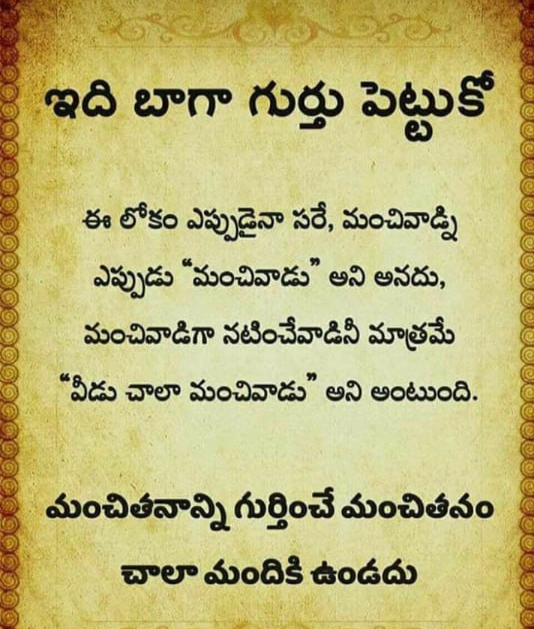 ఇది బాగా గుర్తు పెట్టుకో
ఈ లోకం ఎప్పుడైనా సరే, మంచివాడ్ని
ఎప్పుడు “మంచివాడు” అని అనదు,
మంచివాడిగా నటించేవాడినీ మాత్రమే
“వీడు చాలా మంచివాడు” అని అంటుంది.
మంచితనాన్ని గుర్తించే మంచితనం
చాలా మందికి ఉండదు